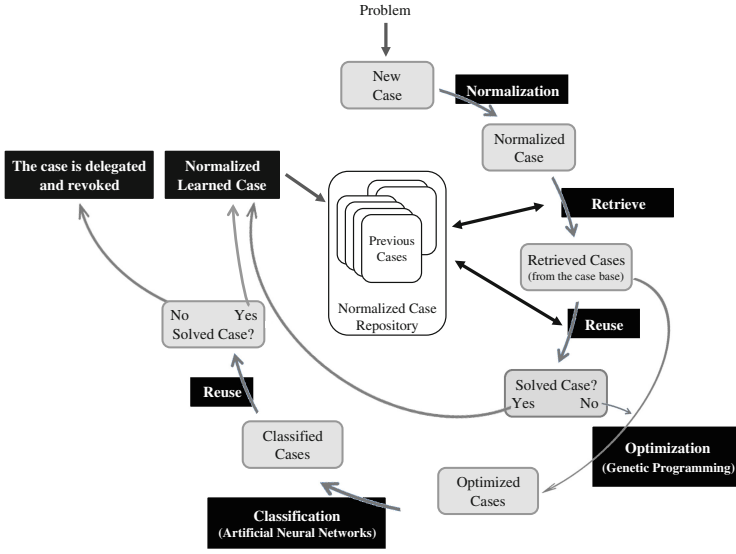 Problem
New
Case
Normalization
Normalized
Case
The case is delegated
and revoked
Normalized
Learned Case
Retrieve
Previous
Cases
Retrieved Cases
(from the case base)
Normalized Case
Repository
No Yes
Solved Case?
Reuse
Solved Case?
Yes No
Reuse
Classified
Cases
Optimization
(Genetic Programming)
Optimized
Cases
Classification
(Artificial Neural Networks)